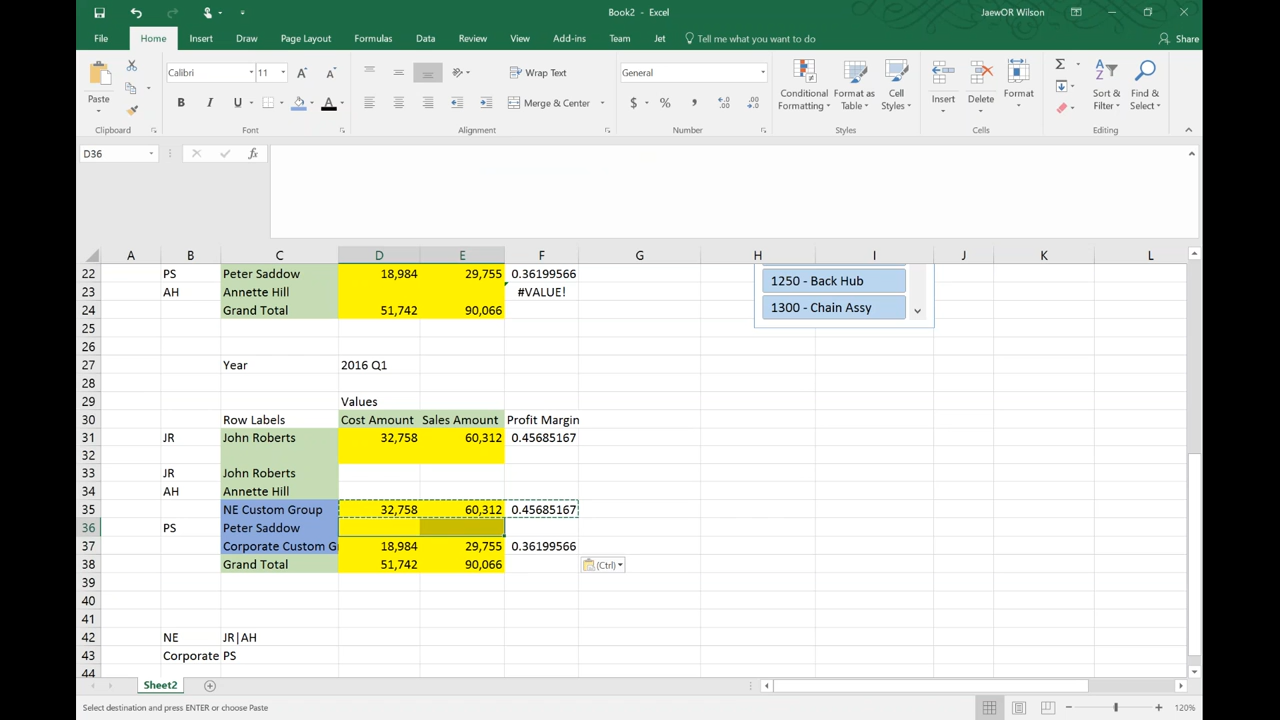 Book2 - Excel
JaewOR Wilson
File Home Insert Draw Page Layout Formulas Data Review View Add-ins Team Jet Tell me what you want to do Share
Paste
Clipboard
Calibri 11
B I U
Font
Wrap Text
Merge & Center
Alignment
General
$ % ,
Number
Conditional Formatting
Format as Table
Cell Styles
Styles
Insert Delete Format
Cells
Sort & Filter
Find & Select
Editing
D36
fx
A B C D E F G H I J K L
22 PS Peter Saddow 18,984 29,755 0.36199566 1250 - Back Hub
23 AH Annette Hill #VALUE! 1300 - Chain Assy
24 Grand Total 51,742 90,066
25
26
27 Year 2016 Q1
28
29 Values
30 Row Labels Cost Amount Sales Amount Profit Margin
31 JR John Roberts 32,758 60,312 0.45685167
32
33 JR John Roberts
34 AH Annette Hill
35 NE Custom Group 32,758 60,312 0.45685167
36 PS Peter Saddow
37 Corporate Custom G 18,984 29,755 0.36199566
38 Grand Total 51,742 90,066 (Ctrl)
39
40
41
42 NE JR|AH
43 Corporate PS
44
Sheet2
Select destination and press ENTER or choose Paste
120%